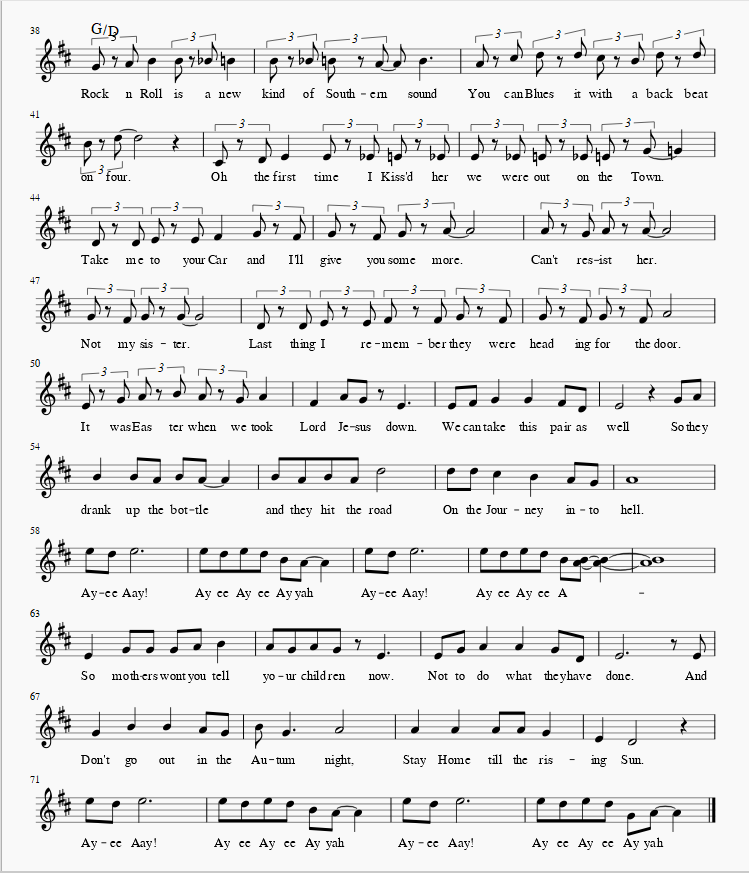 38 G/D
3 3 3 3 3 3 3 3
Rock n Roll is a new kind of South - ern sound You can Blues it with a back beat
41
3 3 3 3 3 3 3
on four. Oh the first time I Kiss'd her we were out on the Town.
44
3 3 3 3 3 3 3
Take me to your Car and I'll give you some more. Can't res-ist her.
47
3 3 3 3 3 3 3 3
Not my sis - ter. Last thing I re-mem - ber they were head ing for the door.
50
3 3 3
It was Eas ter when we took Lord Je-sus down. We can take this pair as well So they
54
drank up the bot-tle and they hit the road On the Jour - ney in-to hell.
58
Ay-ee Aay! Ay ee Ay ee Ay yah Ay-ee Aay! Ay ee Ay ee A -
63
So moth-ers wont you tell yo-ur child ren now. Not to do what they have done. And
67
Don't go out in the Au-tum night, Stay Home till the ris - ing Sun.
71
Ay - ee Aay! Ay ee Ay ee Ay yah Ay - ee Aay! Ay ee Ay ee Ay yah